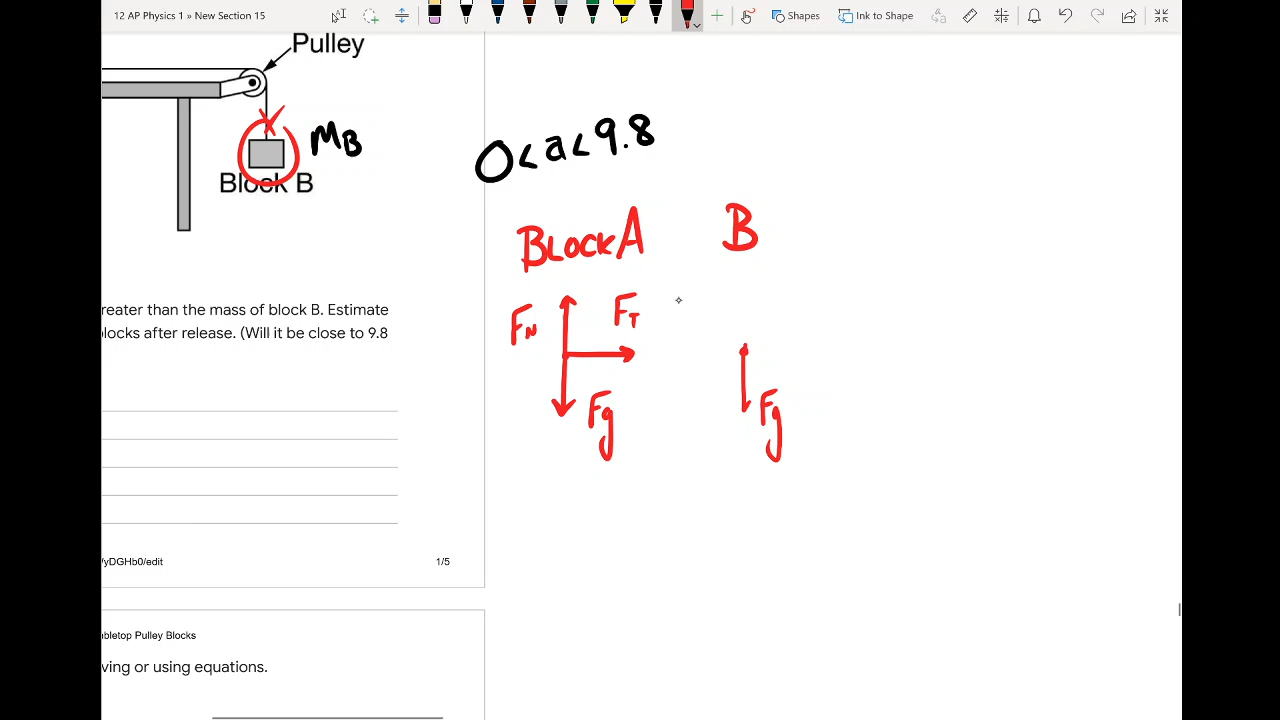 12 AP Physics 1 » New Section 15
Shapes
Ink to Shape
Pulley
MB
Block B
0 < a < 9.8
BLOCK A
B
FN
FT
Fg
Fg
reater than the mass of block B. Estimate
locks after release. (Will it be close to 9.8
/yDGHb0/edit
1/5
bletop Pulley Blocks
ving or using equations.